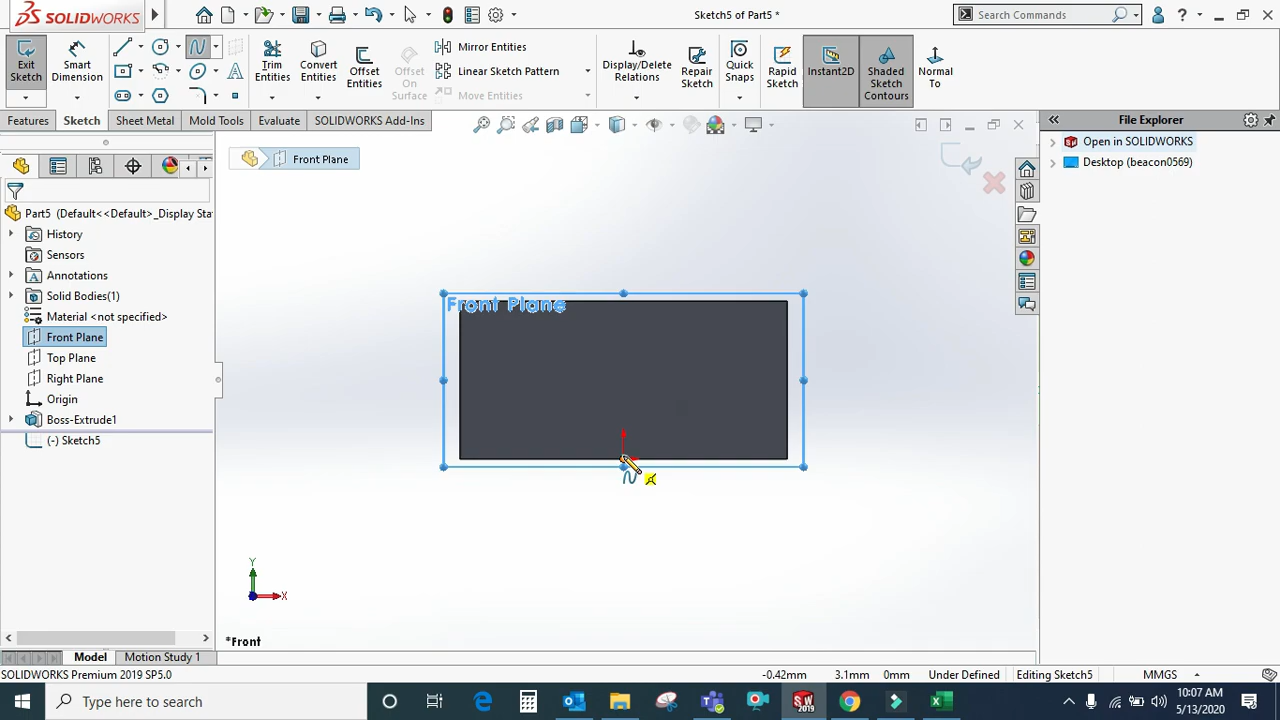 SOLIDWORKS
Sketch5 of Part5 *
Search Commands
Exit Sketch
Smart Dimension
Trim Entities
Convert Entities
Offset Entities
Offset On Surface
Mirror Entities
Linear Sketch Pattern
Move Entities
Display/Delete Relations
Repair Sketch
Quick Snaps
Rapid Sketch
Instant2D
Shaded Sketch Contours
Normal To
Features
Sketch
Sheet Metal
Mold Tools
Evaluate
SOLIDWORKS Add-Ins
File Explorer
Open in SOLIDWORKS
Desktop (beacon0569)
Front Plane
Part5 (Default<<Default>_Display Sta
History
Sensors
Annotations
Solid Bodies(1)
Material <not specified>
Front Plane
Top Plane
Right Plane
Origin
Boss-Extrude1
(-) Sketch5
Front Plane
Y
X
*Front
Model
Motion Study 1
SOLIDWORKS Premium 2019 SP5.0
-0.42mm
3.1mm
0mm
Under Defined
Editing Sketch5
MMGS
Type here to search
SW
2019
10:07 AM
5/13/2020